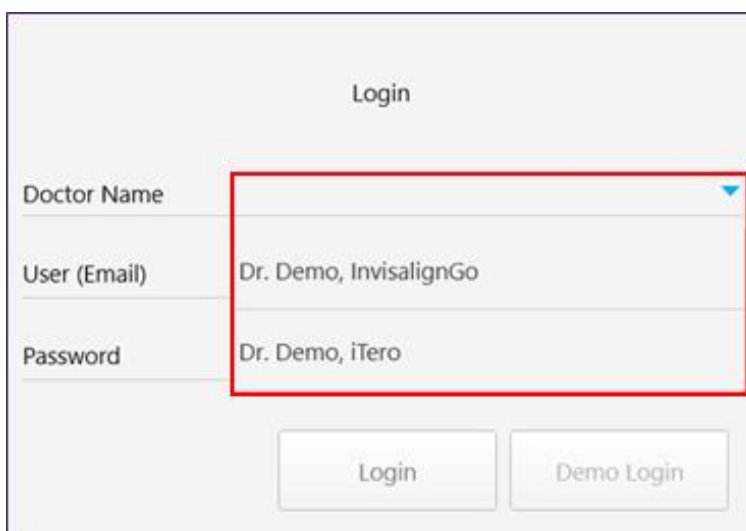 Login
Doctor Name
User (Email)
Dr. Demo, InvisalignGo
Password
Dr. Demo, iTero
Login
Demo Login